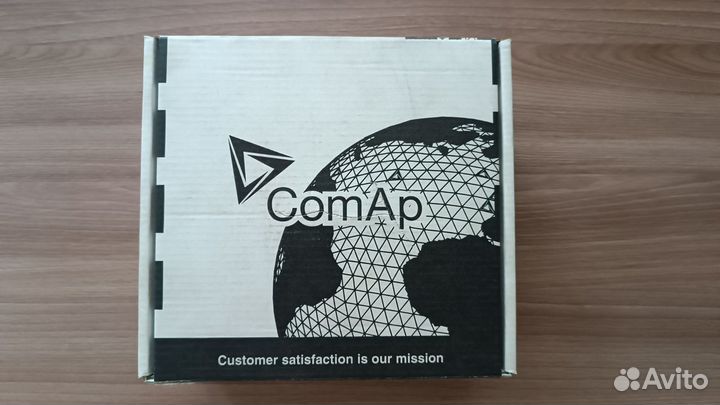 ComAp
Customer satisfaction is our mission
Avito